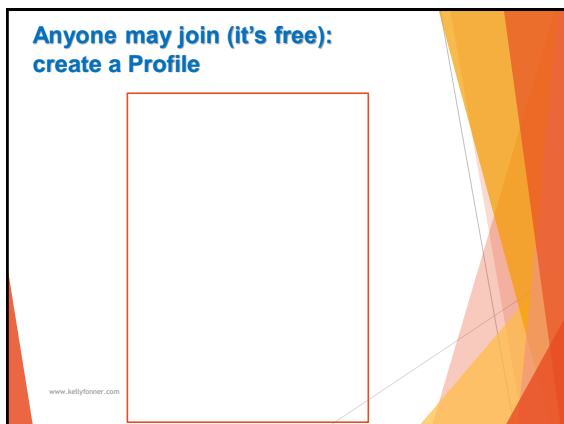 Anyone may join (it's free):
create a Profile
www.kellyfonner.com